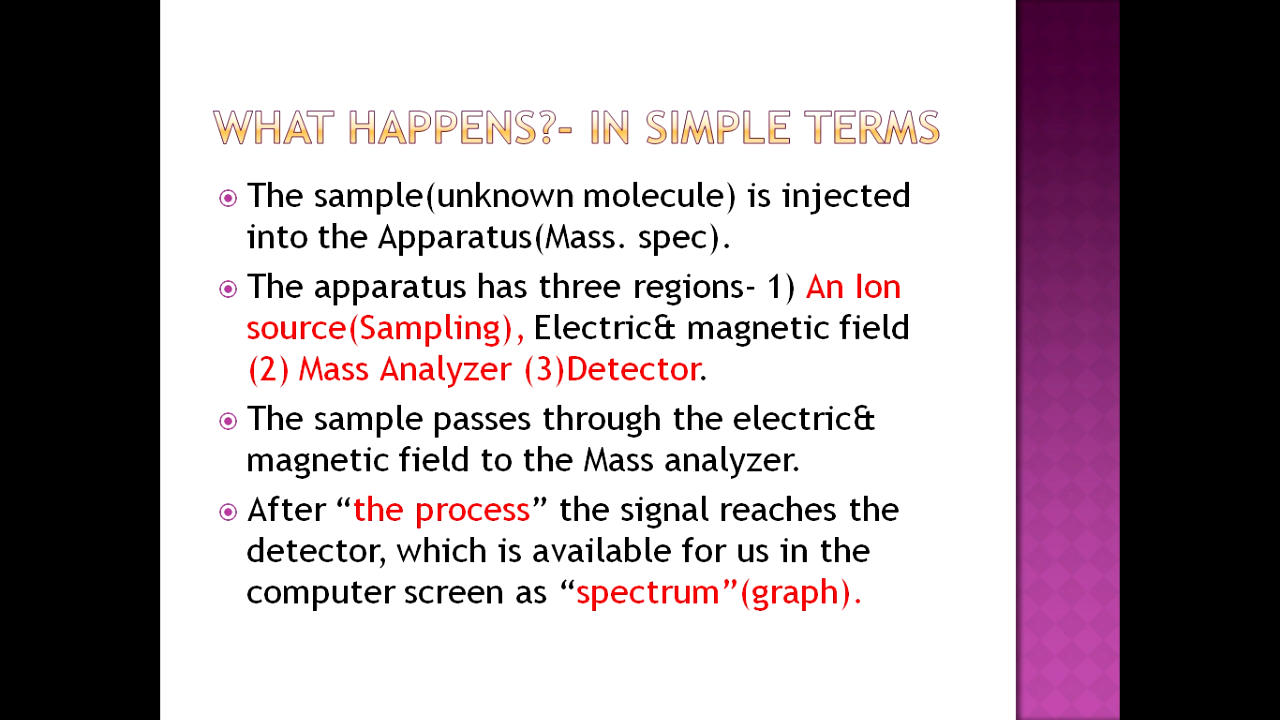 WHAT HAPPENS?- IN SIMPLE TERMS
The sample(unknown molecule) is injected
into the Apparatus(Mass. spec).
The apparatus has three regions- 1) An Ion
source(Sampling), Electric& magnetic field
(2) Mass Analyzer (3)Detector.
The sample passes through the electric&
magnetic field to the Mass analyzer.
After “the process” the signal reaches the
detector, which is available for us in the
computer screen as “spectrum”(graph).